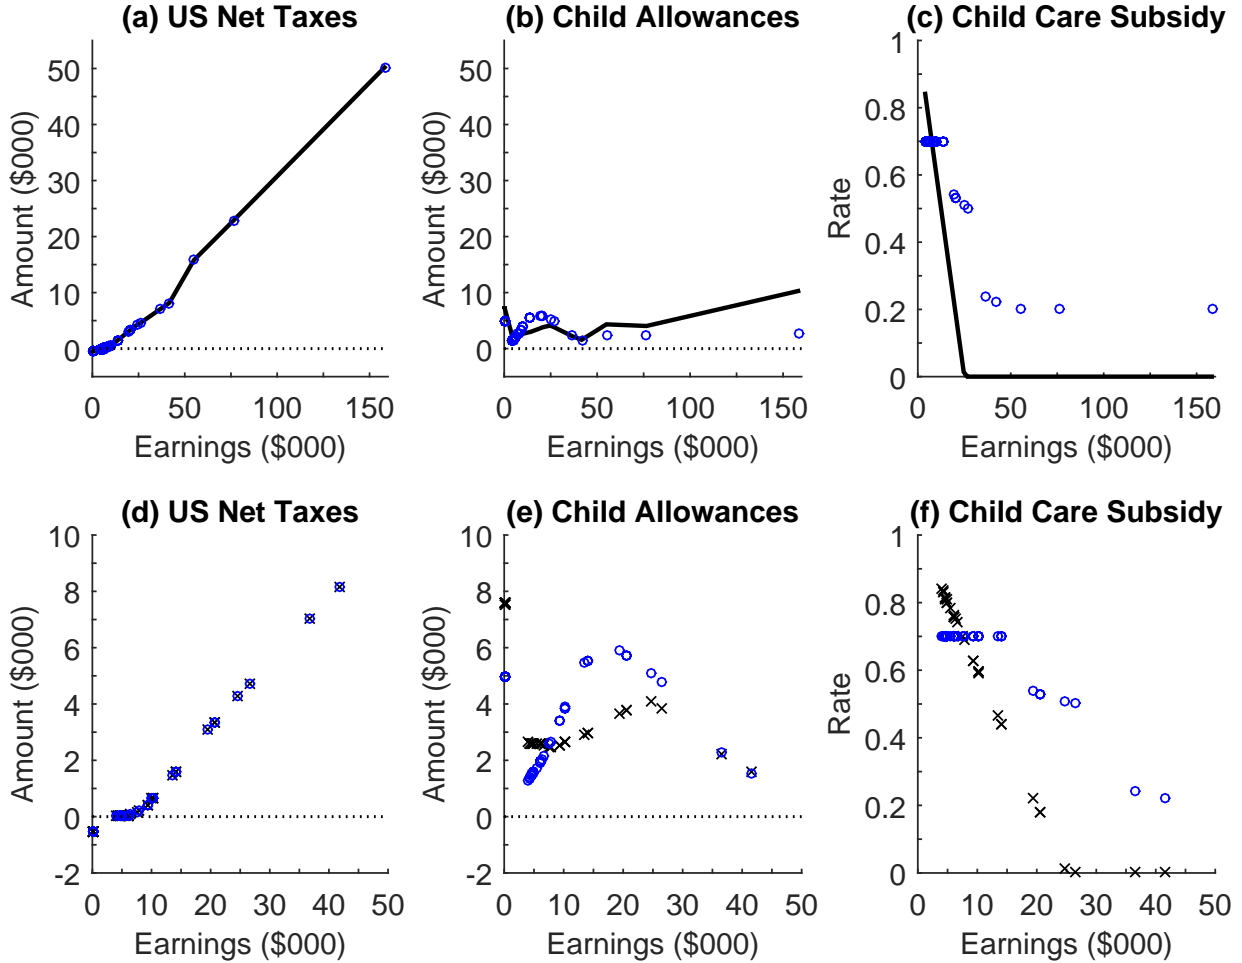 (a) US Net Taxes
50
40
30
20
10
0
Amount ($000)
0 50 100 150
Earnings ($000)
(b) Child Allowances
50
40
30
20
10
0
Amount ($000)
0 50 100 150
Earnings ($000)
(c) Child Care Subsidy
1
0.8
0.6
0.4
0.2
0
Rate
0 50 100 150
Earnings ($000)
(d) US Net Taxes
10
8
6
4
2
0
-2
Amount ($000)
0 10 20 30 40 50
Earnings ($000)
(e) Child Allowances
10
8
6
4
2
0
-2
Amount ($000)
0 10 20 30 40 50
Earnings ($000)
(f) Child Care Subsidy
1
0.8
0.6
0.4
0.2
0
Rate
0 10 20 30 40 50
Earnings ($000)